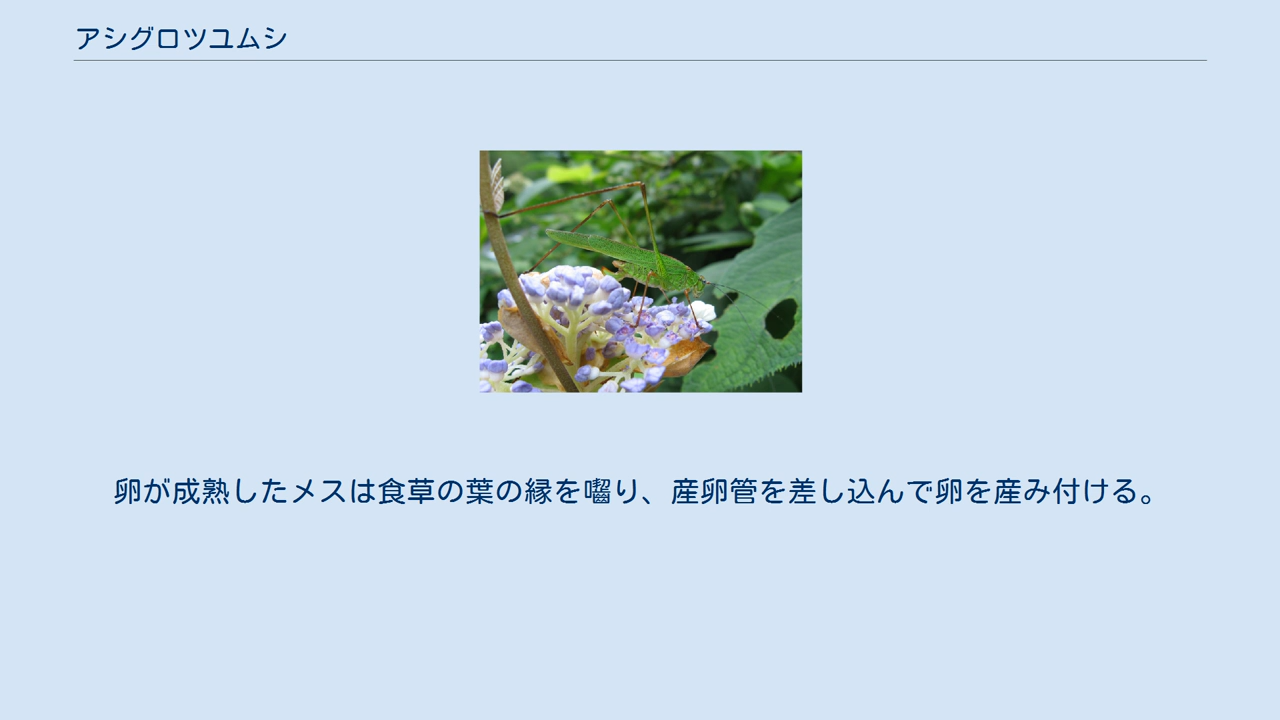 アシグロツユムシ
卵が成熟したメスは食草の葉の縁を囓り、産卵管を差し込んで卵を産み付ける。